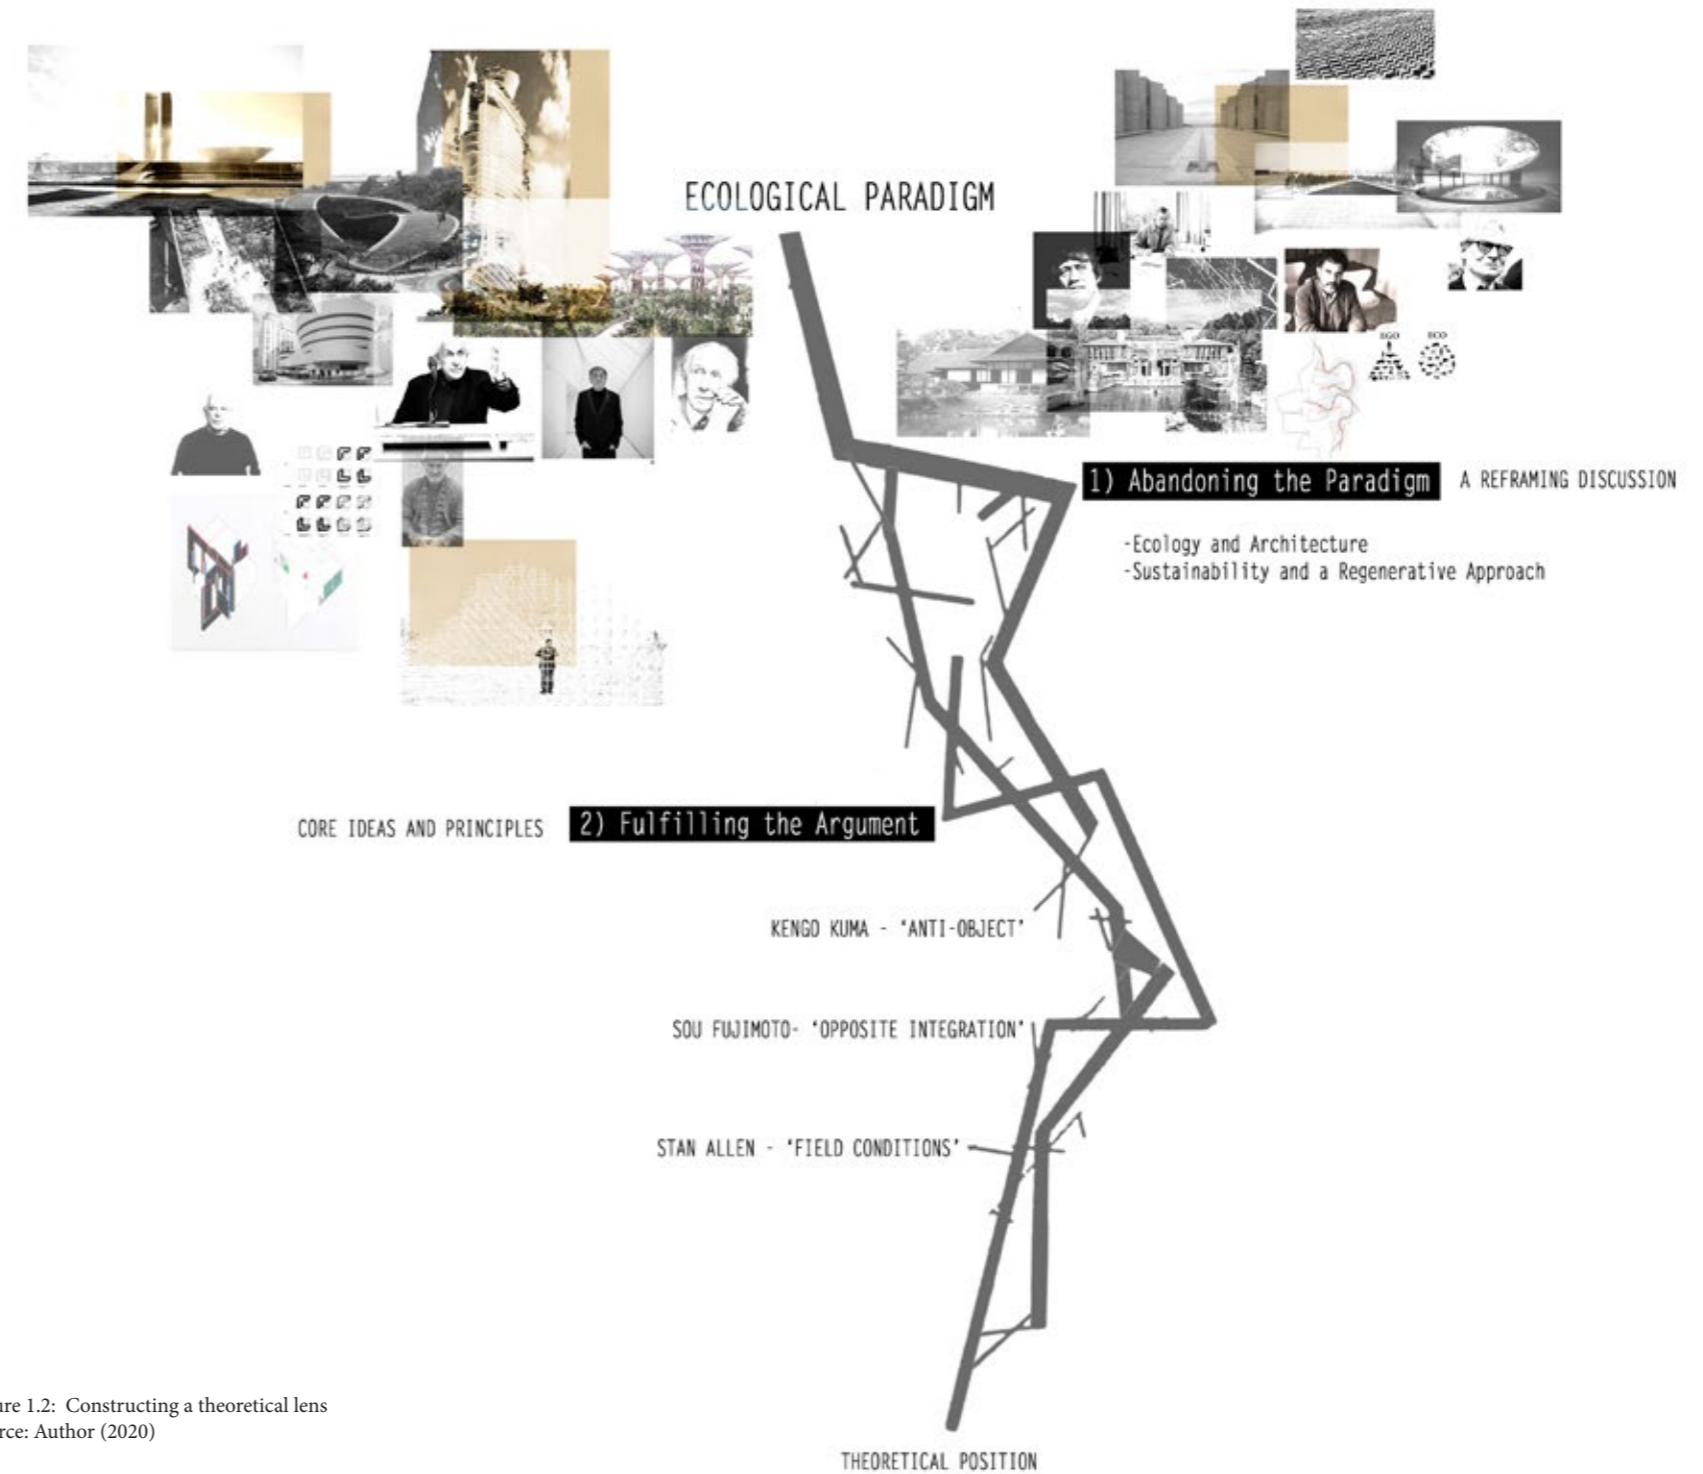 ECOLOGICAL PARADIGM
EGO ECO
1) Abandoning the Paradigm A REFRAMING DISCUSSION
-Ecology and Architecture
-Sustainability and a Regenerative Approach
CORE IDEAS AND PRINCIPLES 2) Fulfilling the Argument
KENGO KUMA - 'ANTI-OBJECT'
SOU FUJIMOTO- 'OPPOSITE INTEGRATION'
STAN ALLEN - 'FIELD CONDITIONS'
ure 1.2: Constructing a theoretical lens
rce: Author (2020)
THEORETICAL POSITION